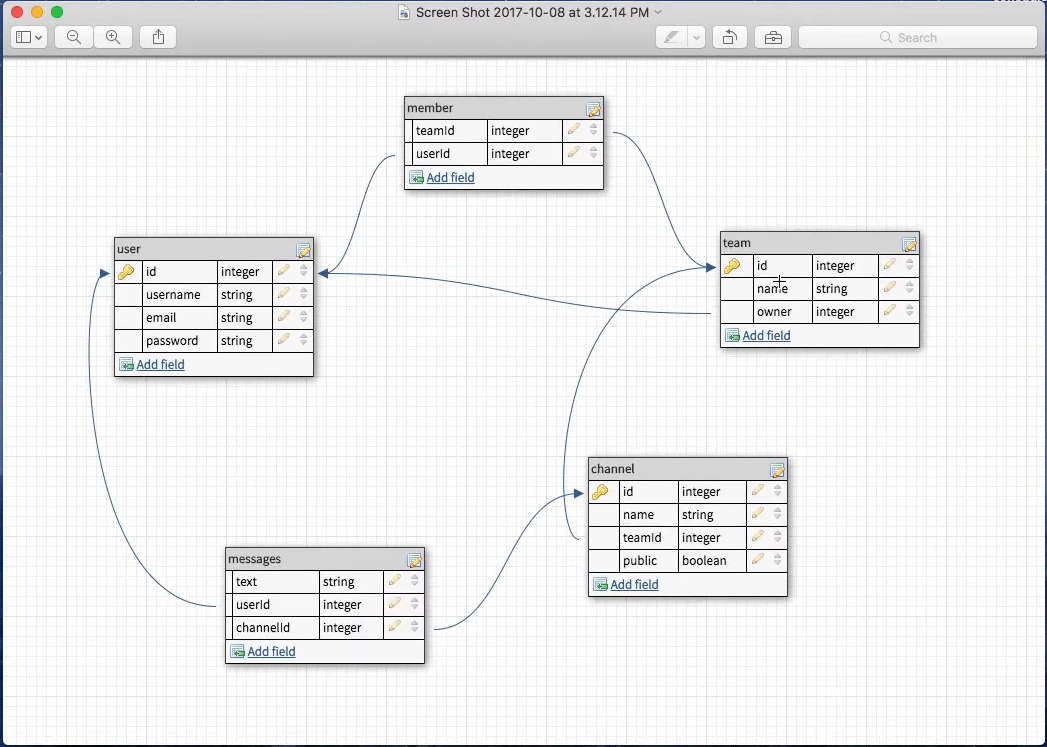 Screen Shot 2017-10-08 at 3.12.14 PM
Search
member
teamId integer
userId integer
Add field
user
id integer
username string
email string
password string
Add field
team
id integer
name string
owner integer
Add field
channel
id integer
name string
teamId integer
public boolean
Add field
messages
text string
userId integer
channelId integer
Add field